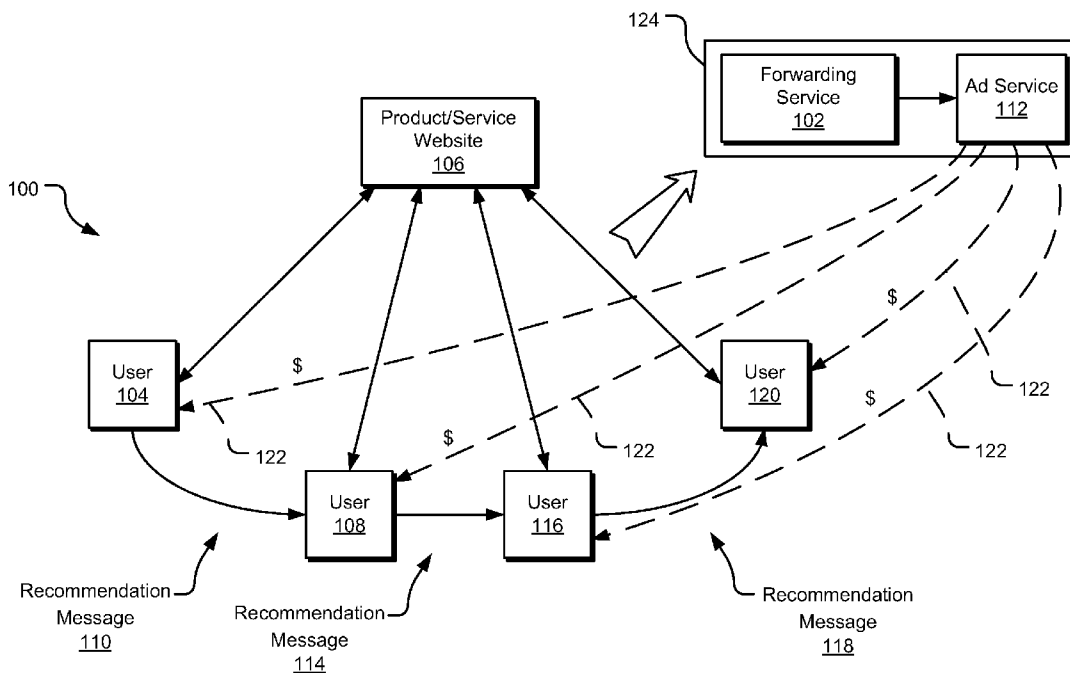 124
Forwarding
Service
102
Ad Service
112
Product/Service
Website
106
100
$
$
$
$
User
104
User
120
122
122
122
122
User
108
User
116
Recommendation
Message
110
Recommendation
Message
114
Recommendation
Message
118